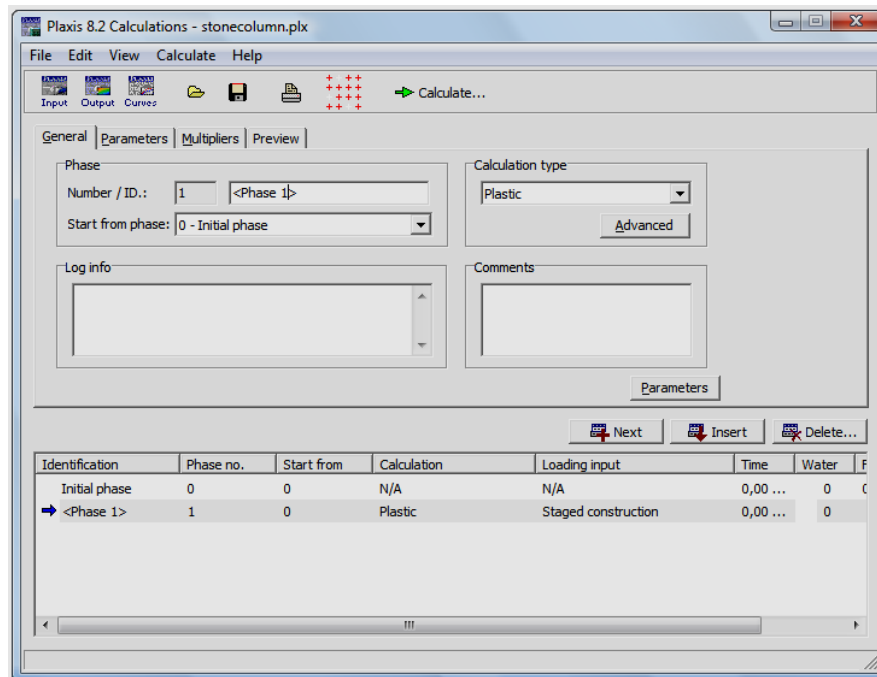 Plaxis 8.2 Calculations - stonecolumn.plx
File Edit View Calculate Help
Input Output Curves Calculate...
General Parameters Multipliers Preview
Phase
Number / ID.: 1 <Phase 1>
Start from phase: 0 - Initial phase
Calculation type
Plastic
Advanced
Log info
Comments
Parameters
Next Insert Delete...
Identification Phase no. Start from Calculation Loading input Time Water F
Initial phase 0 0 N/A N/A 0,00 ... 0
<Phase 1> 1 0 Plastic Staged construction 0,00 ... 0